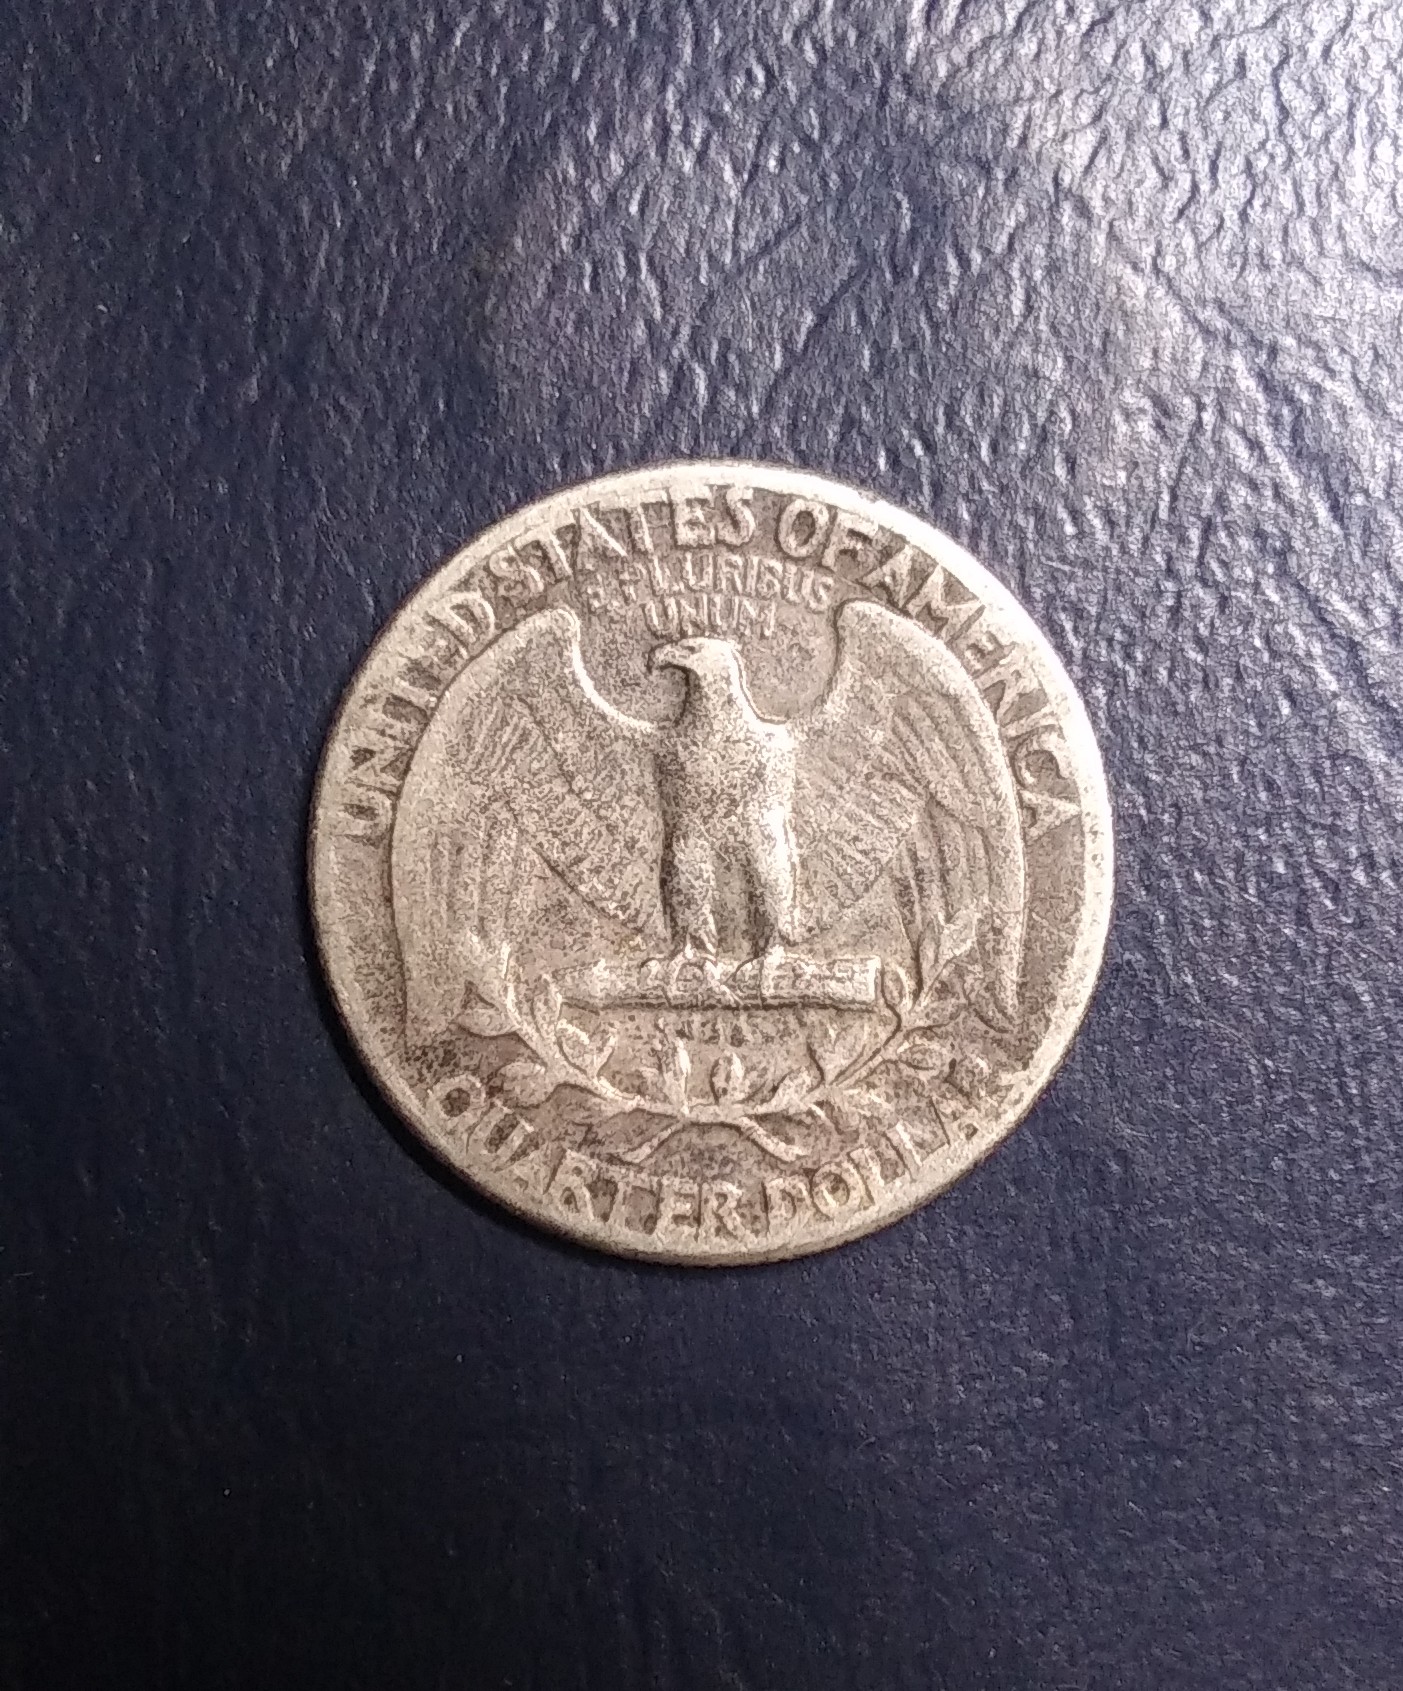 UNITED STATES OF AMERICA
E PLURIBUS
UNUM
QUARTER DOLLAR